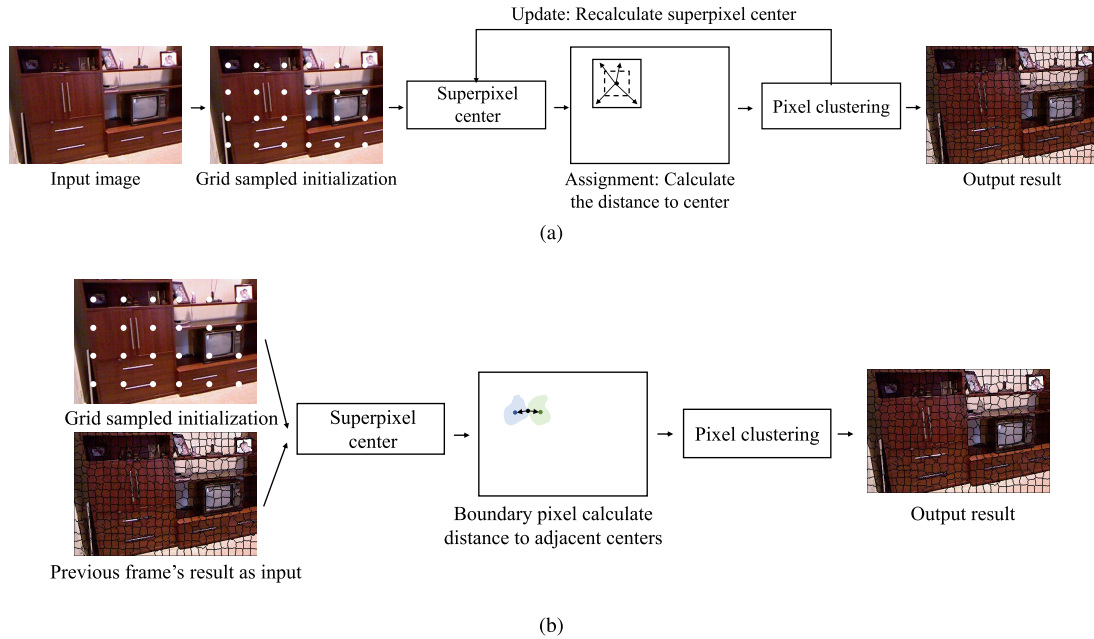 Update: Recalculate superpixel center
Superpixel
center
Pixel clustering
Input image
Grid sampled initialization
Assignment: Calculate
the distance to center
Output result
(a)
Grid sampled initialization
Superpixel
center
Pixel clustering
Boundary pixel calculate
distance to adjacent centers
Output result
Previous frame’s result as input
(b)